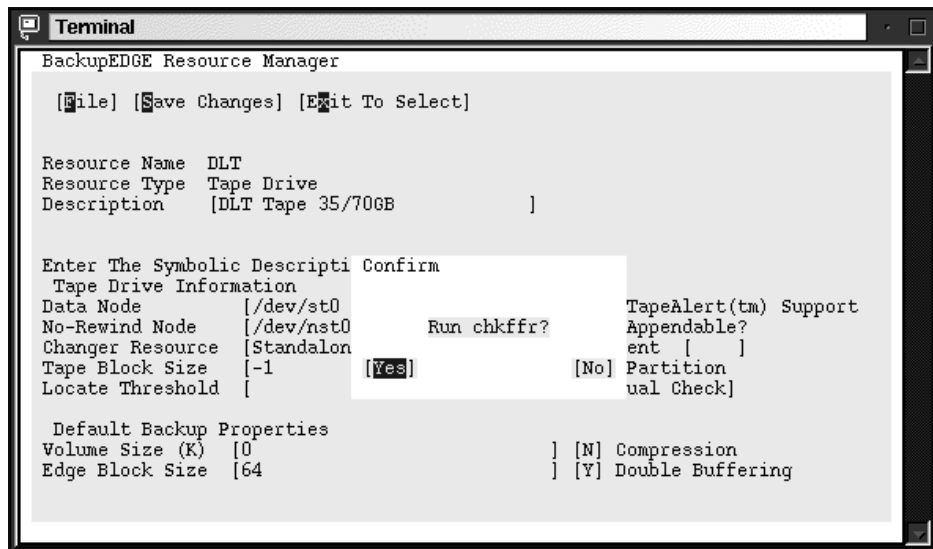 Terminal
BackupEDGE Resource Manager
[File] [Save Changes] [Exit To Select]
Resource Name DLT
Resource Type Tape Drive
Description [DLT Tape 35/70GB ]
Enter The Symbolic Descripti
Confirm
Tape Drive Information
Data Node [/dev/st0 TapeAlert(tm) Support
No-Rewind Node [/dev/nst0 Run chkffr? Appendable?
Changer Resource [Standalon ent [ ]
Tape Block Size [-1 [Yes] [No] Partition
Locate Threshold [ ual Check]
Default Backup Properties
Volume Size (K) [0 ] [N] Compression
Edge Block Size [64 ] [Y] Double Buffering